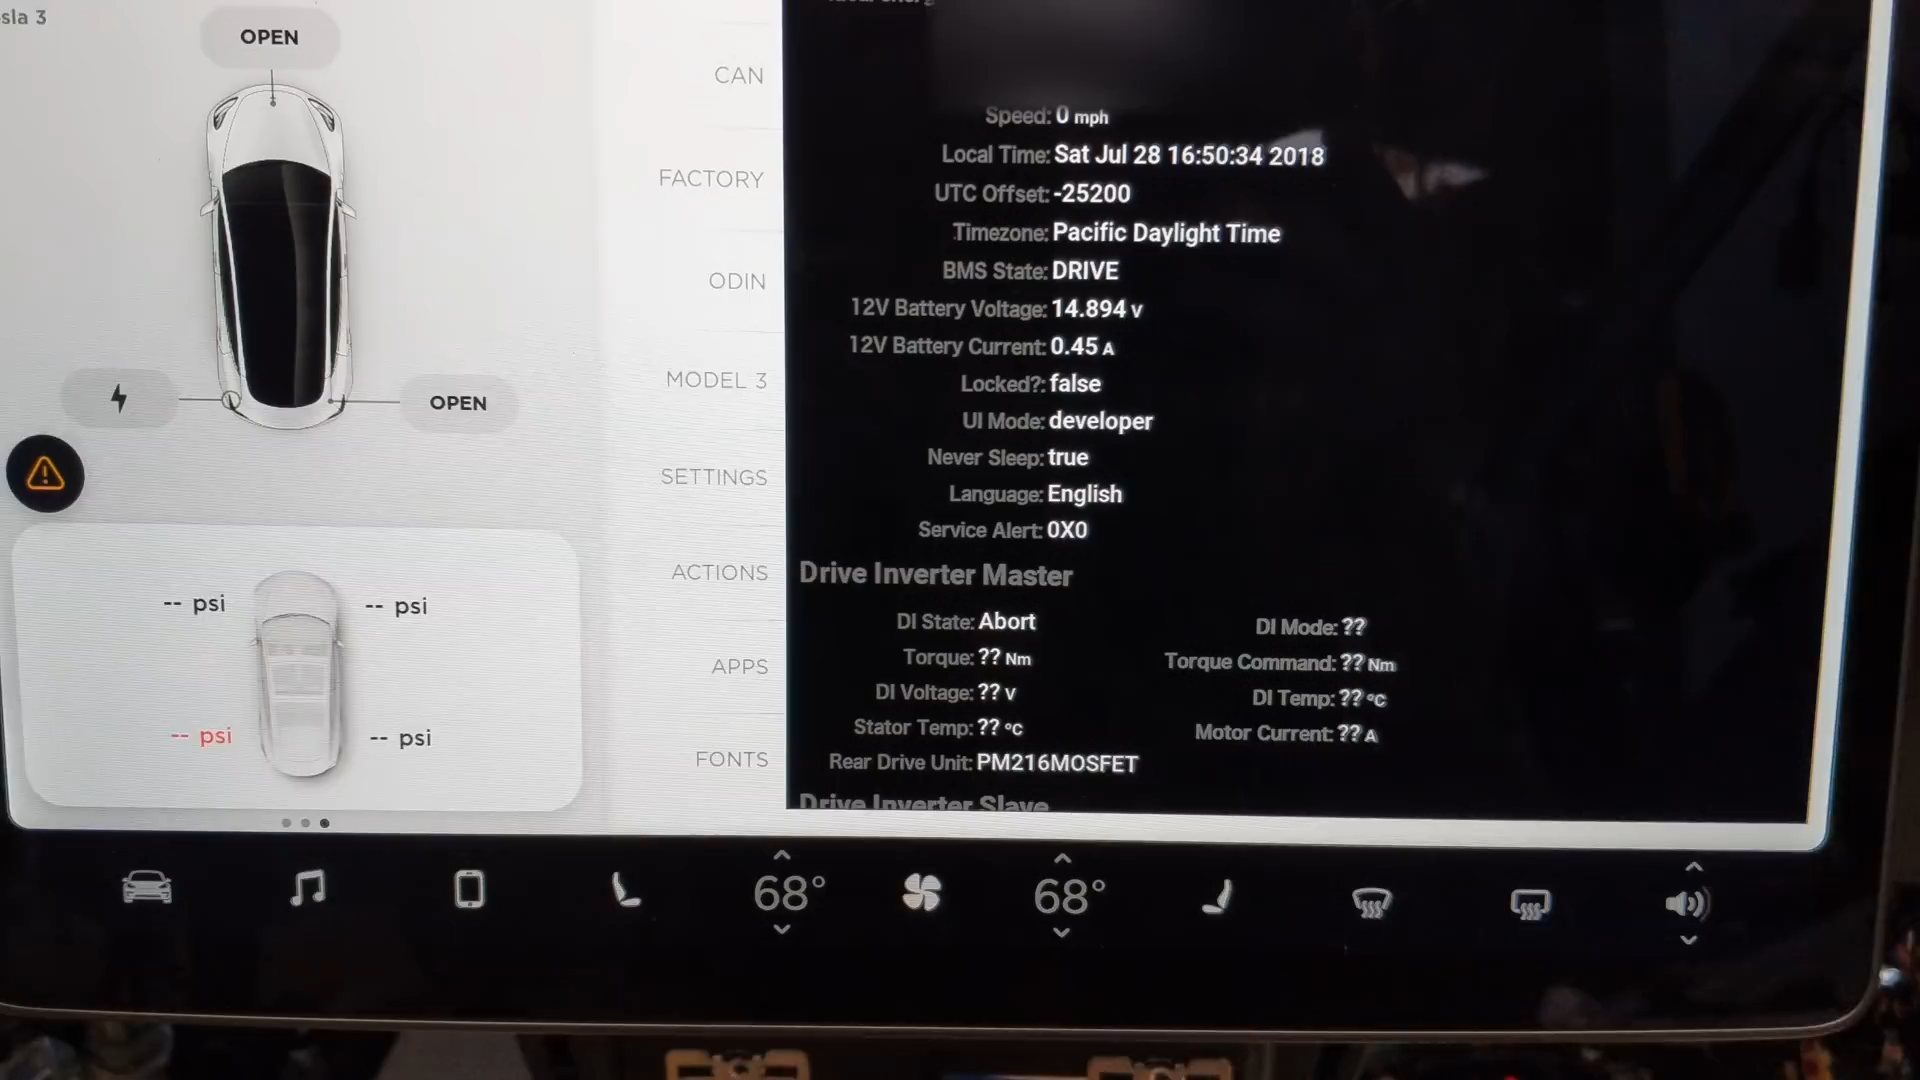 sla 3
OPEN
OPEN
-- psi
-- psi
-- psi
-- psi
CAN
FACTORY
ODIN
MODEL 3
SETTINGS
ACTIONS
APPS
FONTS
Speed: 0 mph
Local Time: Sat Jul 28 16:50:34 2018
UTC Offset: -25200
Timezone: Pacific Daylight Time
BMS State: DRIVE
12V Battery Voltage: 14.894 V
12V Battery Current: 0.45 A
Locked?: false
UI Mode: developer
Never Sleep: true
Language: English
Service Alert: 0X0
Drive Inverter Master
DI State: Abort
DI Mode: ??
Torque: ?? Nm
Torque Command: ?? Nm
DI Voltage: ?? V
DI Temp: ?? °C
Stator Temp: ?? °C
Motor Current: ?? A
Rear Drive Unit: PM216MOSFET
Drive Inverter Slave
68°
68°